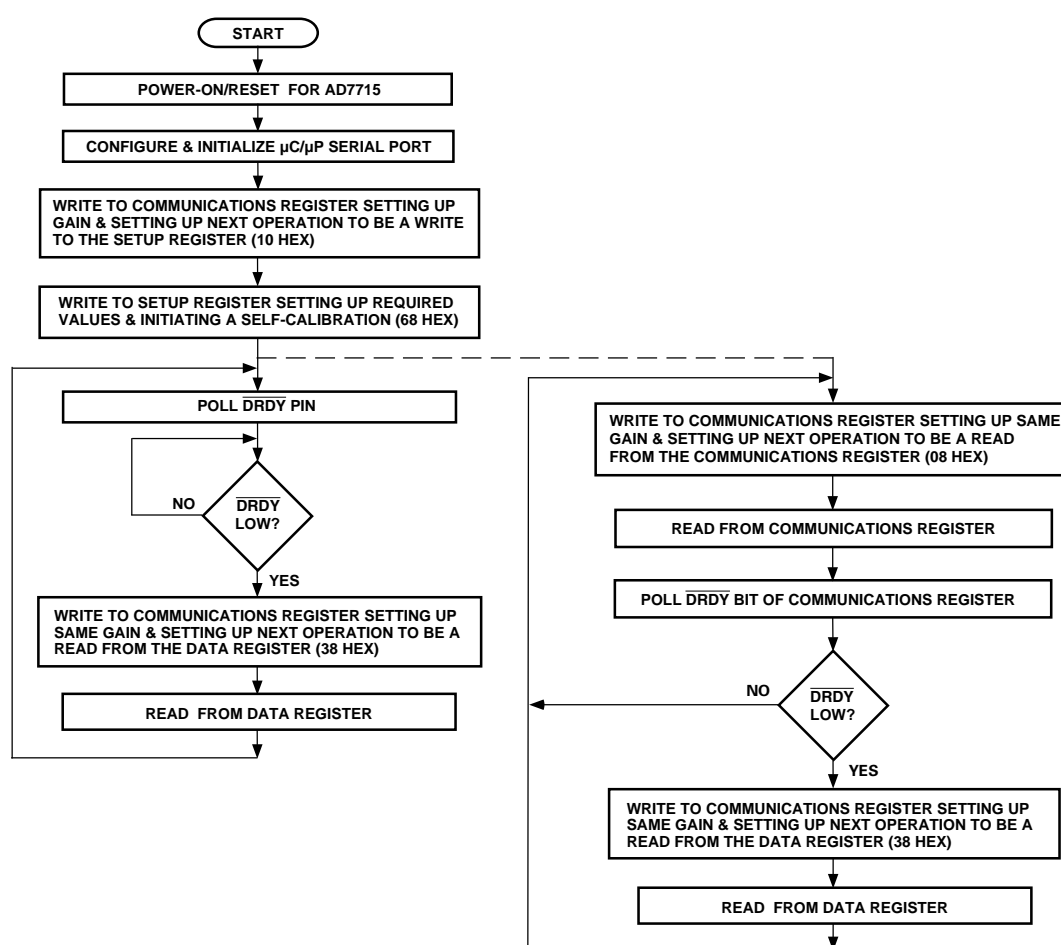 START
POWER-ON/RESET FOR AD7715
CONFIGURE & INITIALIZE µC/µP SERIAL PORT
WRITE TO COMMUNICATIONS REGISTER SETTING UP
GAIN & SETTING UP NEXT OPERATION TO BE A WRITE
TO THE SETUP REGISTER (10 HEX)
WRITE TO SETUP REGISTER SETTING UP REQUIRED
VALUES & INITIATING A SELF-CALIBRATION (68 HEX)
POLL D̅R̅D̅Y̅ PIN
NO
D̅R̅D̅Y̅
LOW?
YES
WRITE TO COMMUNICATIONS REGISTER SETTING UP
SAME GAIN & SETTING UP NEXT OPERATION TO BE A
READ FROM THE DATA REGISTER (38 HEX)
READ FROM DATA REGISTER
WRITE TO COMMUNICATIONS REGISTER SETTING UP SAME
GAIN & SETTING UP NEXT OPERATION TO BE A READ
FROM THE COMMUNICATIONS REGISTER (08 HEX)
READ FROM COMMUNICATIONS REGISTER
POLL D̅R̅D̅Y̅ BIT OF COMMUNICATIONS REGISTER
NO
D̅R̅D̅Y̅
LOW?
YES
WRITE TO COMMUNICATIONS REGISTER SETTING UP
SAME GAIN & SETTING UP NEXT OPERATION TO BE A
READ FROM THE DATA REGISTER (38 HEX)
READ FROM DATA REGISTER